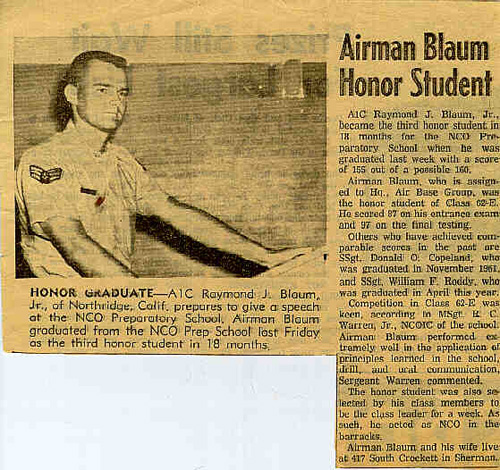 Airman Blaum
Honor Student
A1C Raymond J. Blaum, Jr.,
became the third honor student in
18 months for the NCO Pre-
paratory School when he was
graduated last week with a score
of 155 out of a possible 160.
Airman Blaum, who is assign-
ed to Hq., Air Base Group, was
the honor student of Class 62-E.
He scored 87 on his entrance exam
and 97 on the final testing.
Others who have achieved com-
parable scores in the past are
SSgt. Donald O. Copeland, who
was graduated in November 1961,
and SSgt. William F. Roddy, who
was graduated in April this year.
Competition in Class 62-E was
keen, according to MSgt. H. C.
Warren, Jr., NCOIC of the school.
Airman Blaum performed ex-
tremely well in the application of
principles learned in the school,
drill, and oral communication,
Sergeant Warren commented.
The honor student was also se-
lected by his class members to
be the class leader for a week. As
such, he acted as NCO in the
barracks.
Airman Blaum and his wife live
at 417 South Crockett in Sherman.
HONOR GRADUATE—A1C Raymond J. Blaum,
Jr., of Northridge, Calif. prepares to give a speech
at the NCO Preparatory School. Airman Blaum
graduated from the NCO Prep School last Friday
as the third honor student in 18 months.